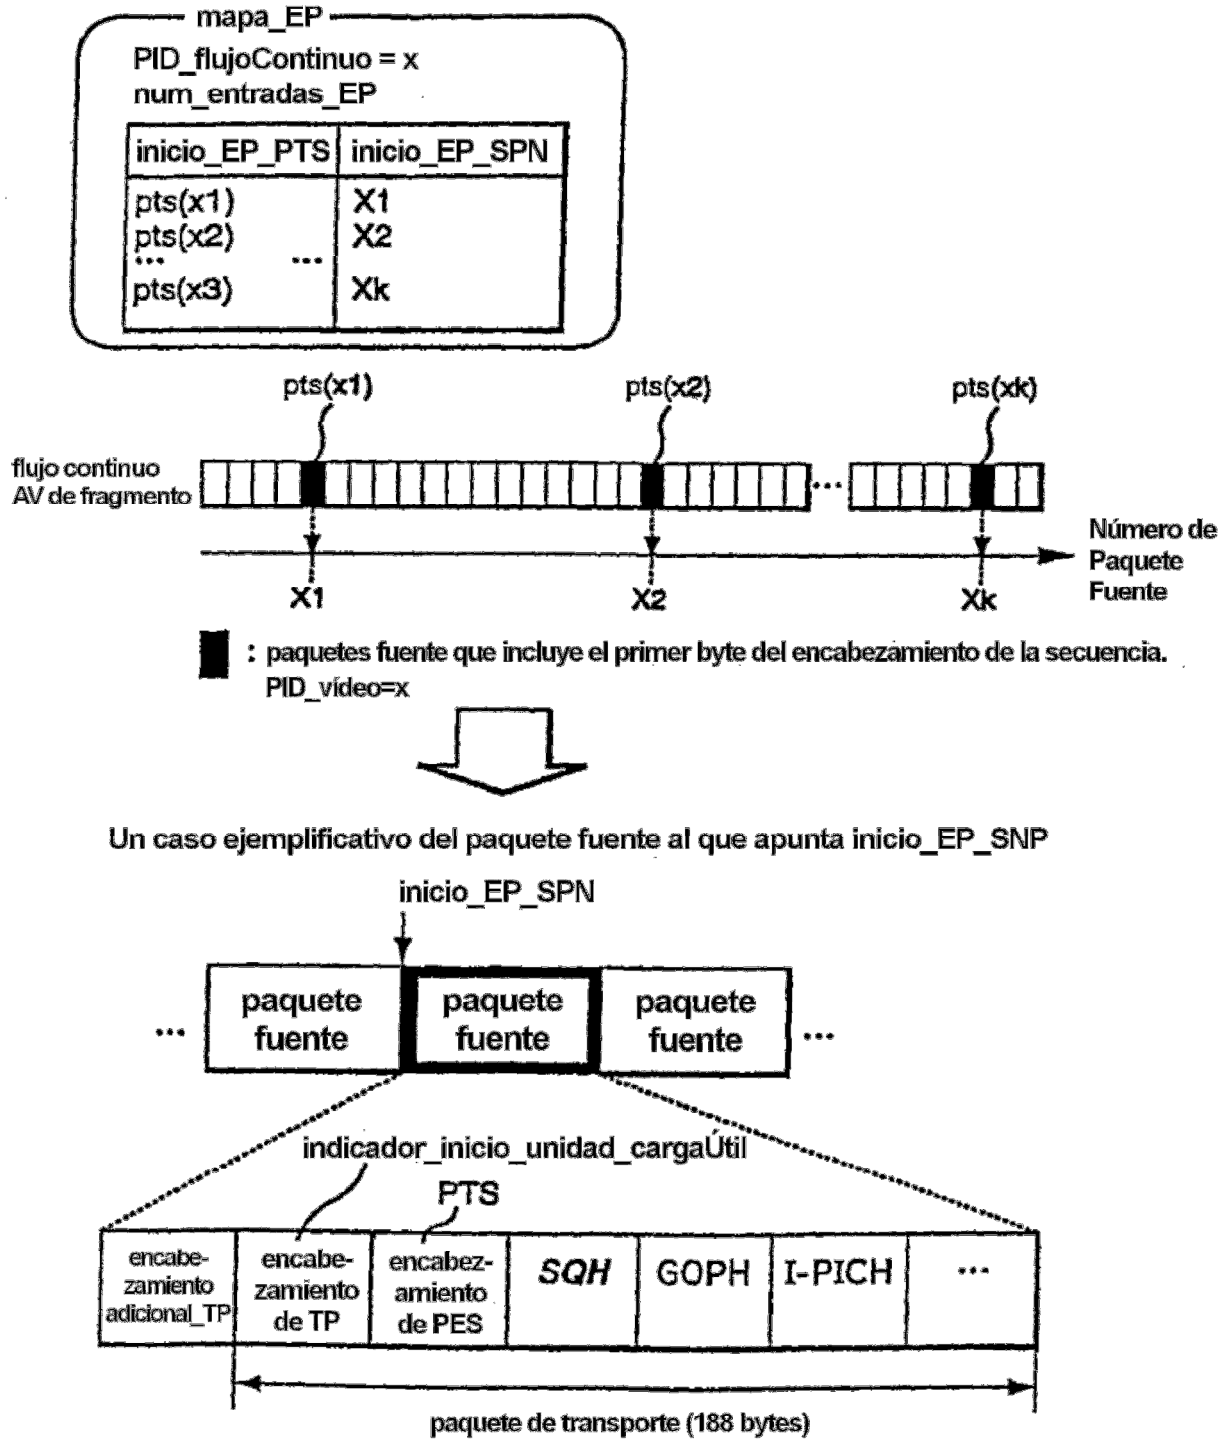 mapa_EP
PID_flujoContinuo = x
num_entradas_EP
inicio_EP_PTS inicio_EP_SPN
pts(x1) X1
pts(x2) X2
... ...
pts(x3) Xk
pts(x1) pts(x2) pts(xk)
flujo continuo
AV de fragmento
...
Número de
Paquete
Fuente
X1 X2 Xk
: paquetes fuente que incluye el primer byte del encabezamiento de la secuencia.
PID_vídeo=x
Un caso ejemplificativo del paquete fuente al que apunta inicio_EP_SNP
inicio_EP_SPN
... paquete fuente paquete fuente paquete fuente ...
indicador_inicio_unidad_cargaÚtil
PTS
encabe-
zamiento
adicional_TP
encabe-
zamiento
de TP
encabez-
amiento
de PES
SQH
GOPH
I-PICH
...
paquete de transporte (188 bytes)